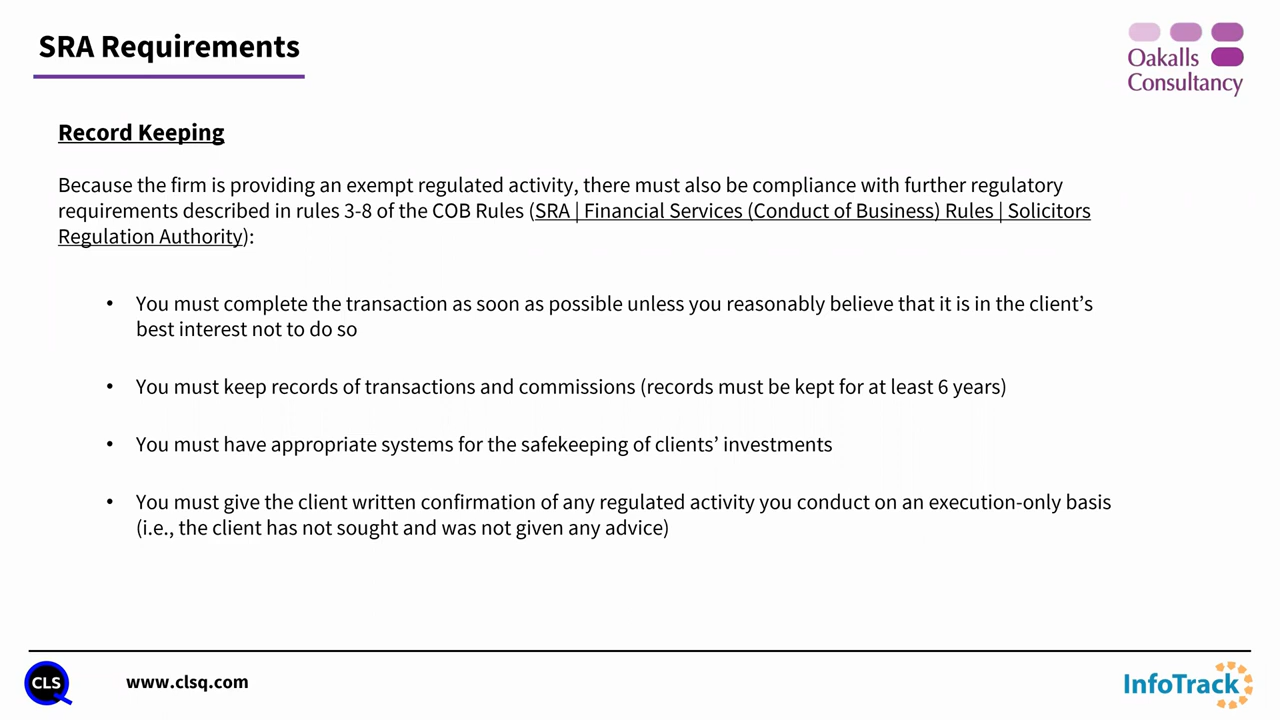 SRA Requirements
Oakalls
Consultancy
Record Keeping
Because the firm is providing an exempt regulated activity, there must also be compliance with further regulatory
requirements described in rules 3-8 of the COB Rules (SRA | Financial Services (Conduct of Business) Rules | Solicitors
Regulation Authority):
• You must complete the transaction as soon as possible unless you reasonably believe that it is in the client’s
best interest not to do so
• You must keep records of transactions and commissions (records must be kept for at least 6 years)
• You must have appropriate systems for the safekeeping of clients’ investments
• You must give the client written confirmation of any regulated activity you conduct on an execution-only basis
(i.e., the client has not sought and was not given any advice)
CLS
www.clsq.com
InfoTrack